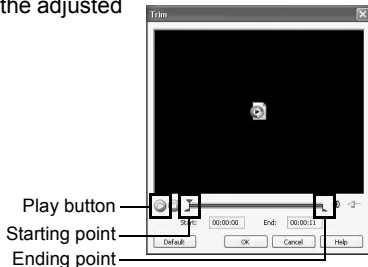 the adjusted
Trim
Play button
Start: 00:00:00 End: 00:00:11
Starting point
Default OK Cancel Help
Ending point